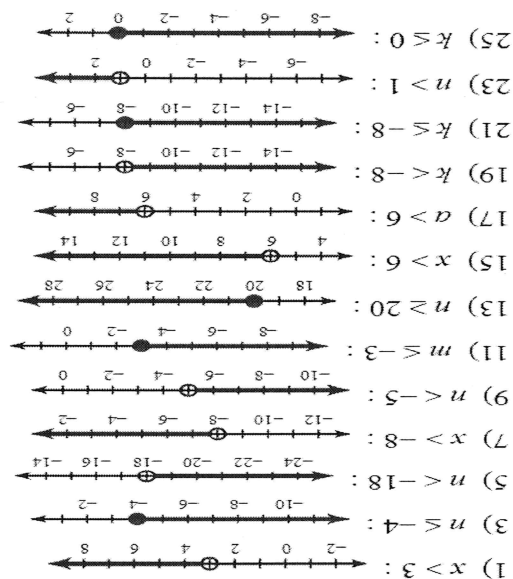 1) x > 3 : −2 0 2 4 6 8
3) n ≤ −4 : −10 −8 −6 −4 −2
5) n < −18 : −24 −22 −20 −18 −16 −14
7) x > −8 : −12 −10 −8 −6 −4 −2
9) n < −5 : −10 −8 −6 −4 −2 0
11) m ≤ −3 : −8 −6 −4 −2 0
13) n ≥ 20 : 18 20 22 24 26 28
15) x > 6 : 4 6 8 10 12 14
17) a > 6 : 0 2 4 6 8
19) k < −8 : −14 −12 −10 −8 −6
21) k ≤ −8 : −14 −12 −10 −8 −6
23) n > 1 : −6 −4 −2 0 2
25) k ≤ 0 : −8 −6 −4 −2 0 2